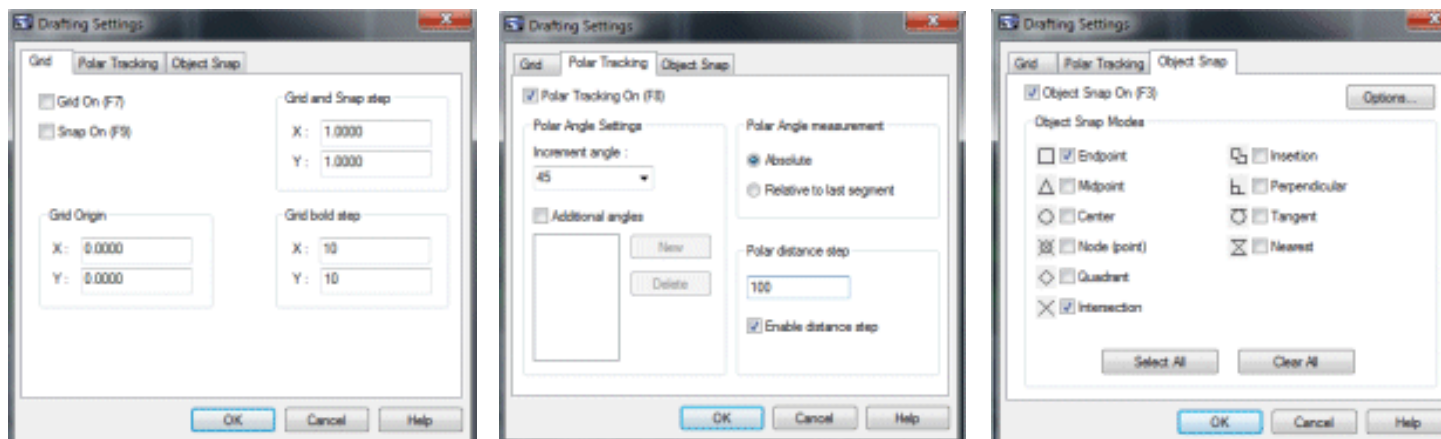 Drafting Settings
Grid Polar Tracking Object Snap
Grid On (F7)
Snap On (F9)
Grid and Snap step
X : 1.0000
Y : 1.0000
Grid Origin
X : 0.0000
Y : 0.0000
Grid bold step
X : 10
Y : 10
OK Cancel Help
Drafting Settings
Grid Polar Tracking Object Snap
Polar Tracking On (F8)
Polar Angle Settings
Increment angle :
45
Additional angles
New
Delete
Polar Angle measurement
Absolute
Relative to last segment
Polar distance step
100
Enable distance step
OK Cancel Help
Drafting Settings
Grid Polar Tracking Object Snap
Object Snap On (F3)
Options...
Object Snap Modes
Endpoint
Midpoint
Center
Node (point)
Quadrant
Intersection
Insertion
Perpendicular
Tangent
Nearest
Select All Clear All
OK Cancel Help